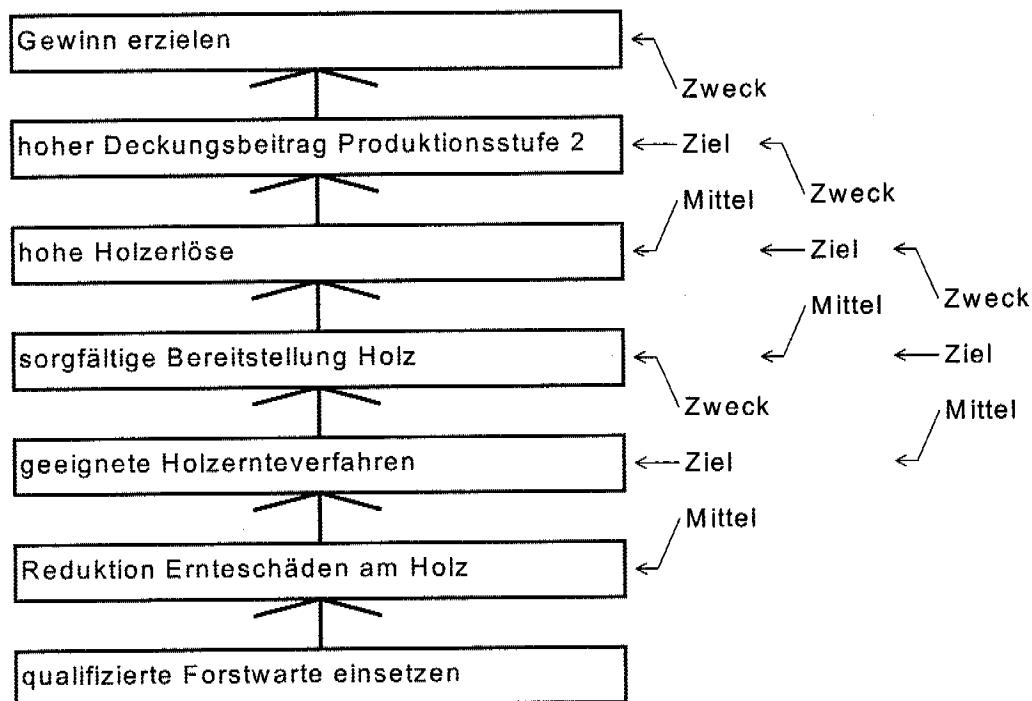 Gewinn erzielen
Zweck
hoher Deckungsbeitrag Produktionsstufe 2
Ziel
Mittel
Zweck
hohe Holzerlöse
Ziel
Mittel
Zweck
sorgfältige Bereitstellung Holz
Ziel
Zweck
Mittel
geeignete Holzernteverfahren
Ziel
Mittel
Reduktion Ernteschäden am Holz
qualifizierte Forstwarte einsetzen